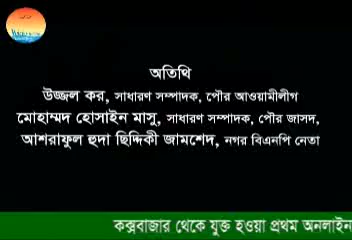 অতিথি
উজ্জল কর, সাধারণ সম্পাদক, পৌর আওয়ামীলীগ
মোহাম্মদ হোসাইন মাসু, সাধারণ সম্পাদক, পৌর জাসদ,
আশরাফুল হুদা ছিদ্দিকী জামশেদ, নগর বিএনপি নেতা
কক্সবাজার থেকে যুক্ত হওয়া প্রথম অনলাইন